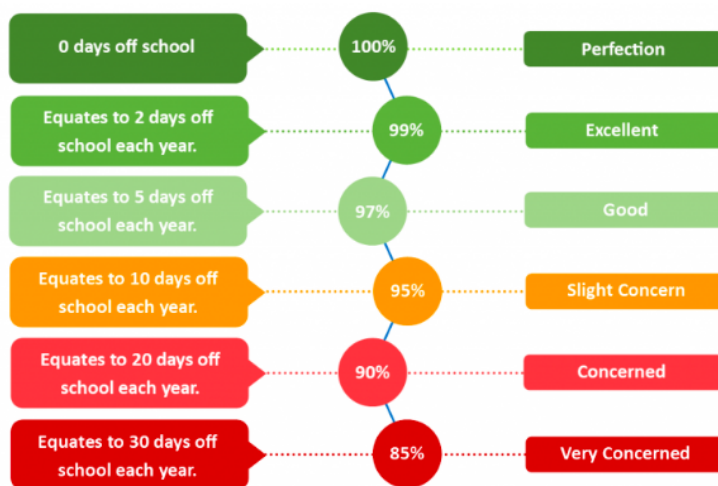 0 days off school
100%
Perfection
Equates to 2 days off
school each year.
99%
Excellent
Equates to 5 days off
school each year.
97%
Good
Equates to 10 days off
school each year.
95%
Slight Concern
Equates to 20 days off
school each year.
90%
Concerned
Equates to 30 days off
school each year.
85%
Very Concerned